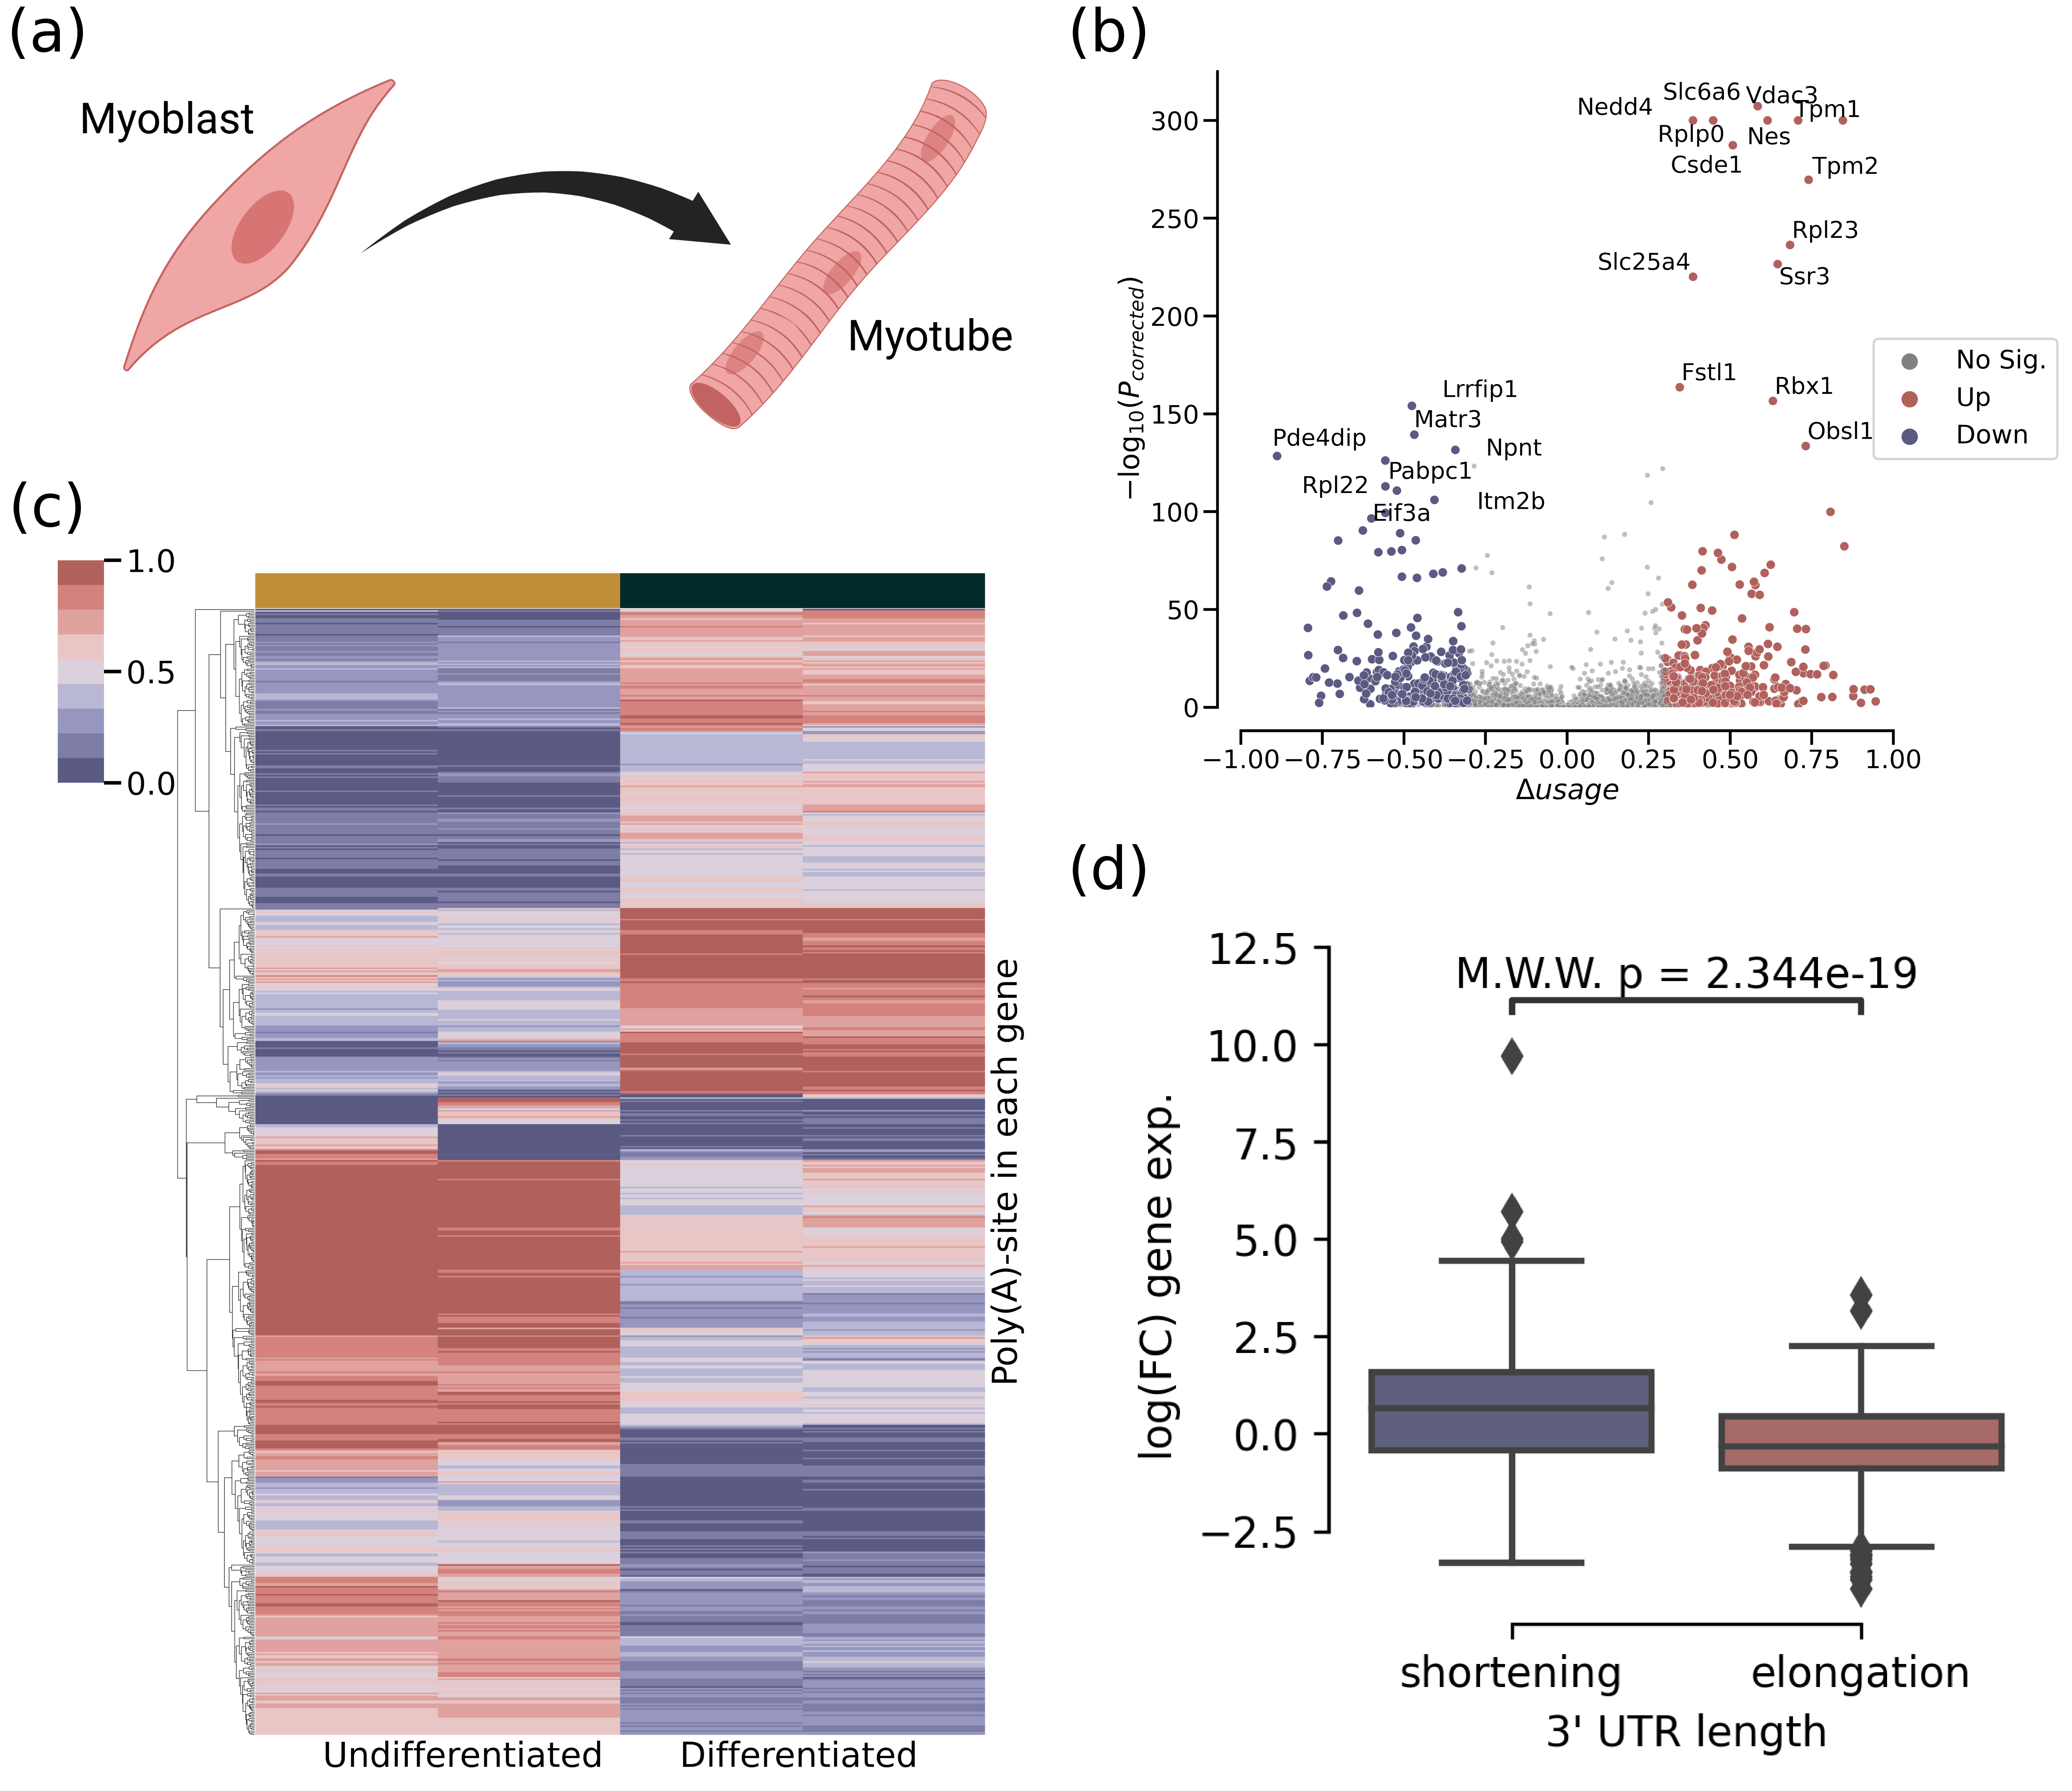 (a)
Myoblast
Myotube
(b)
−log10(Pcorrected)
300
250
200
150
100
50
0
Nedd4
Slc6a6
Vdac3
Tpm1
Rplp0
Nes
Csde1
Tpm2
Rpl23
Slc25a4
Ssr3
Fstl1
Rbx1
Lrrfip1
Matr3
Obsl1
Pde4dip
Npnt
Pabpc1
Rpl22
Itm2b
Eif3a
No Sig.
Up
Down
−1.00 −0.75 −0.50 −0.25 0.00 0.25 0.50 0.75 1.00
Δusage
(c)
1.0
0.5
0.0
Poly(A)-site in each gene
Undifferentiated
Differentiated
(d)
log(FC) gene exp.
12.5
10.0
7.5
5.0
2.5
0.0
−2.5
M.W.W. p = 2.344e-19
shortening
elongation
3' UTR length